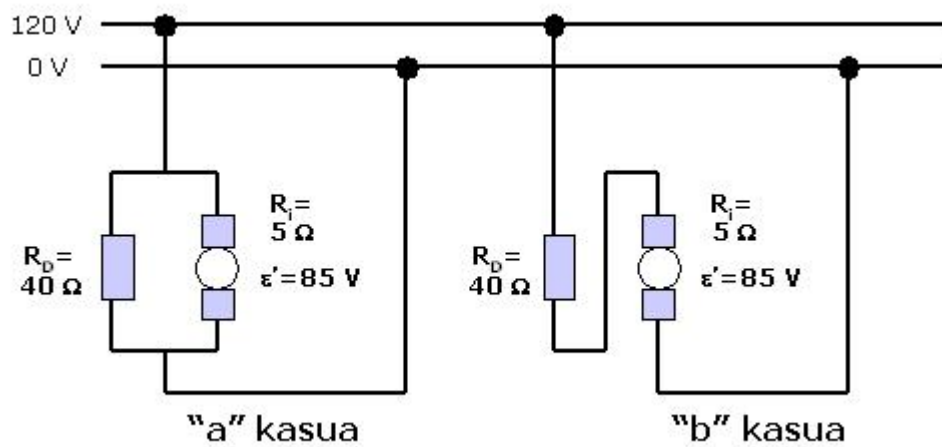 120 V
0 V
R_D=
40 Ω
R_i=
5 Ω
ε'=85 V
R_D=
40 Ω
R_i=
5 Ω
ε'=85 V
"a" kasua
"b" kasua